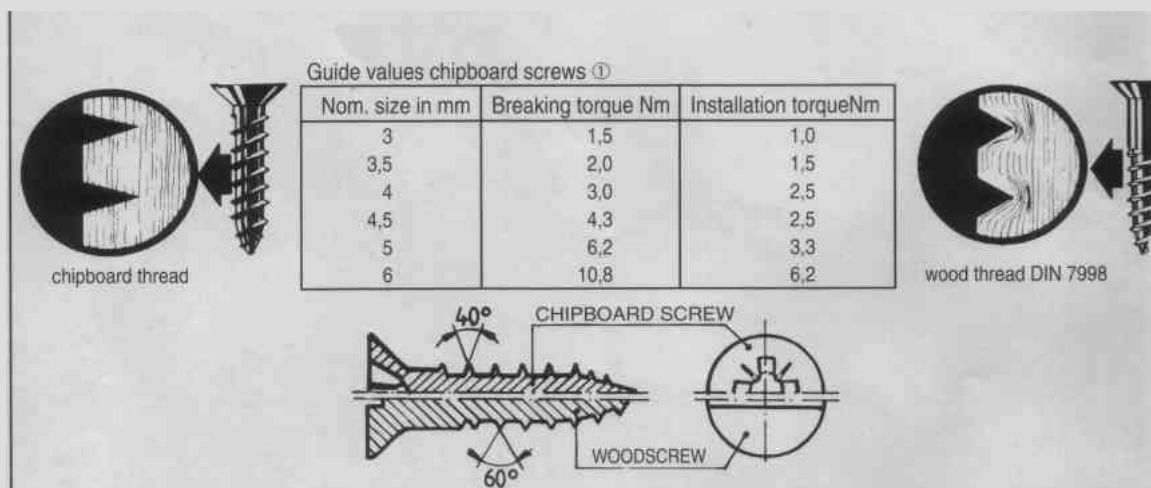 Guide values chipboard screws ①
Nom. size in mm Breaking torque Nm Installation torqueNm
3 1,5 1,0
3,5 2,0 1,5
4 3,0 2,5
4,5 4,3 2,5
5 6,2 3,3
6 10,8 6,2
chipboard thread
wood thread DIN 7998
40°
CHIPBOARD SCREW
WOODSCREW
60°